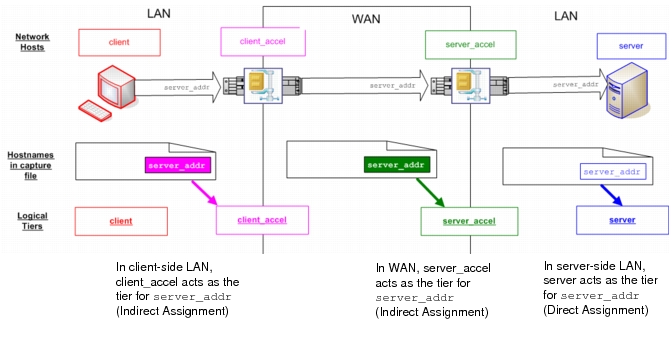 LAN
WAN
LAN
Network
Hosts
client
client_accel
server_accel
server
server_addr
server_addr
server_addr
Hostnames
in capture
file
server_addr
server_addr
server_addr
Logical
Tiers
client
client_accel
server_accel
server
In client-side LAN,
client_accel acts as the
tier for server_addr
(Indirect Assignment)
In WAN, server_accel
acts as the tier for
server_addr
(Indirect Assignment)
In server-side LAN,
server acts as the tier
for server_addr
(Direct Assignment)